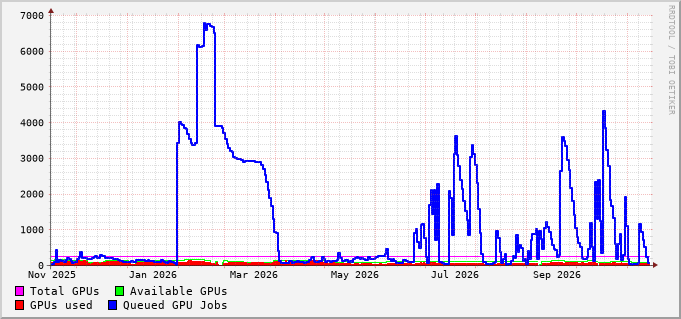 7000
6000
5000
4000
3000
2000
1000
0
Nov 2025 Jan 2026 Mar 2026 May 2026 Jul 2026 Sep 2026
Total GPUs Available GPUs
GPUs used Queued GPU Jobs
RRDTOOL / TOBI OETIKER